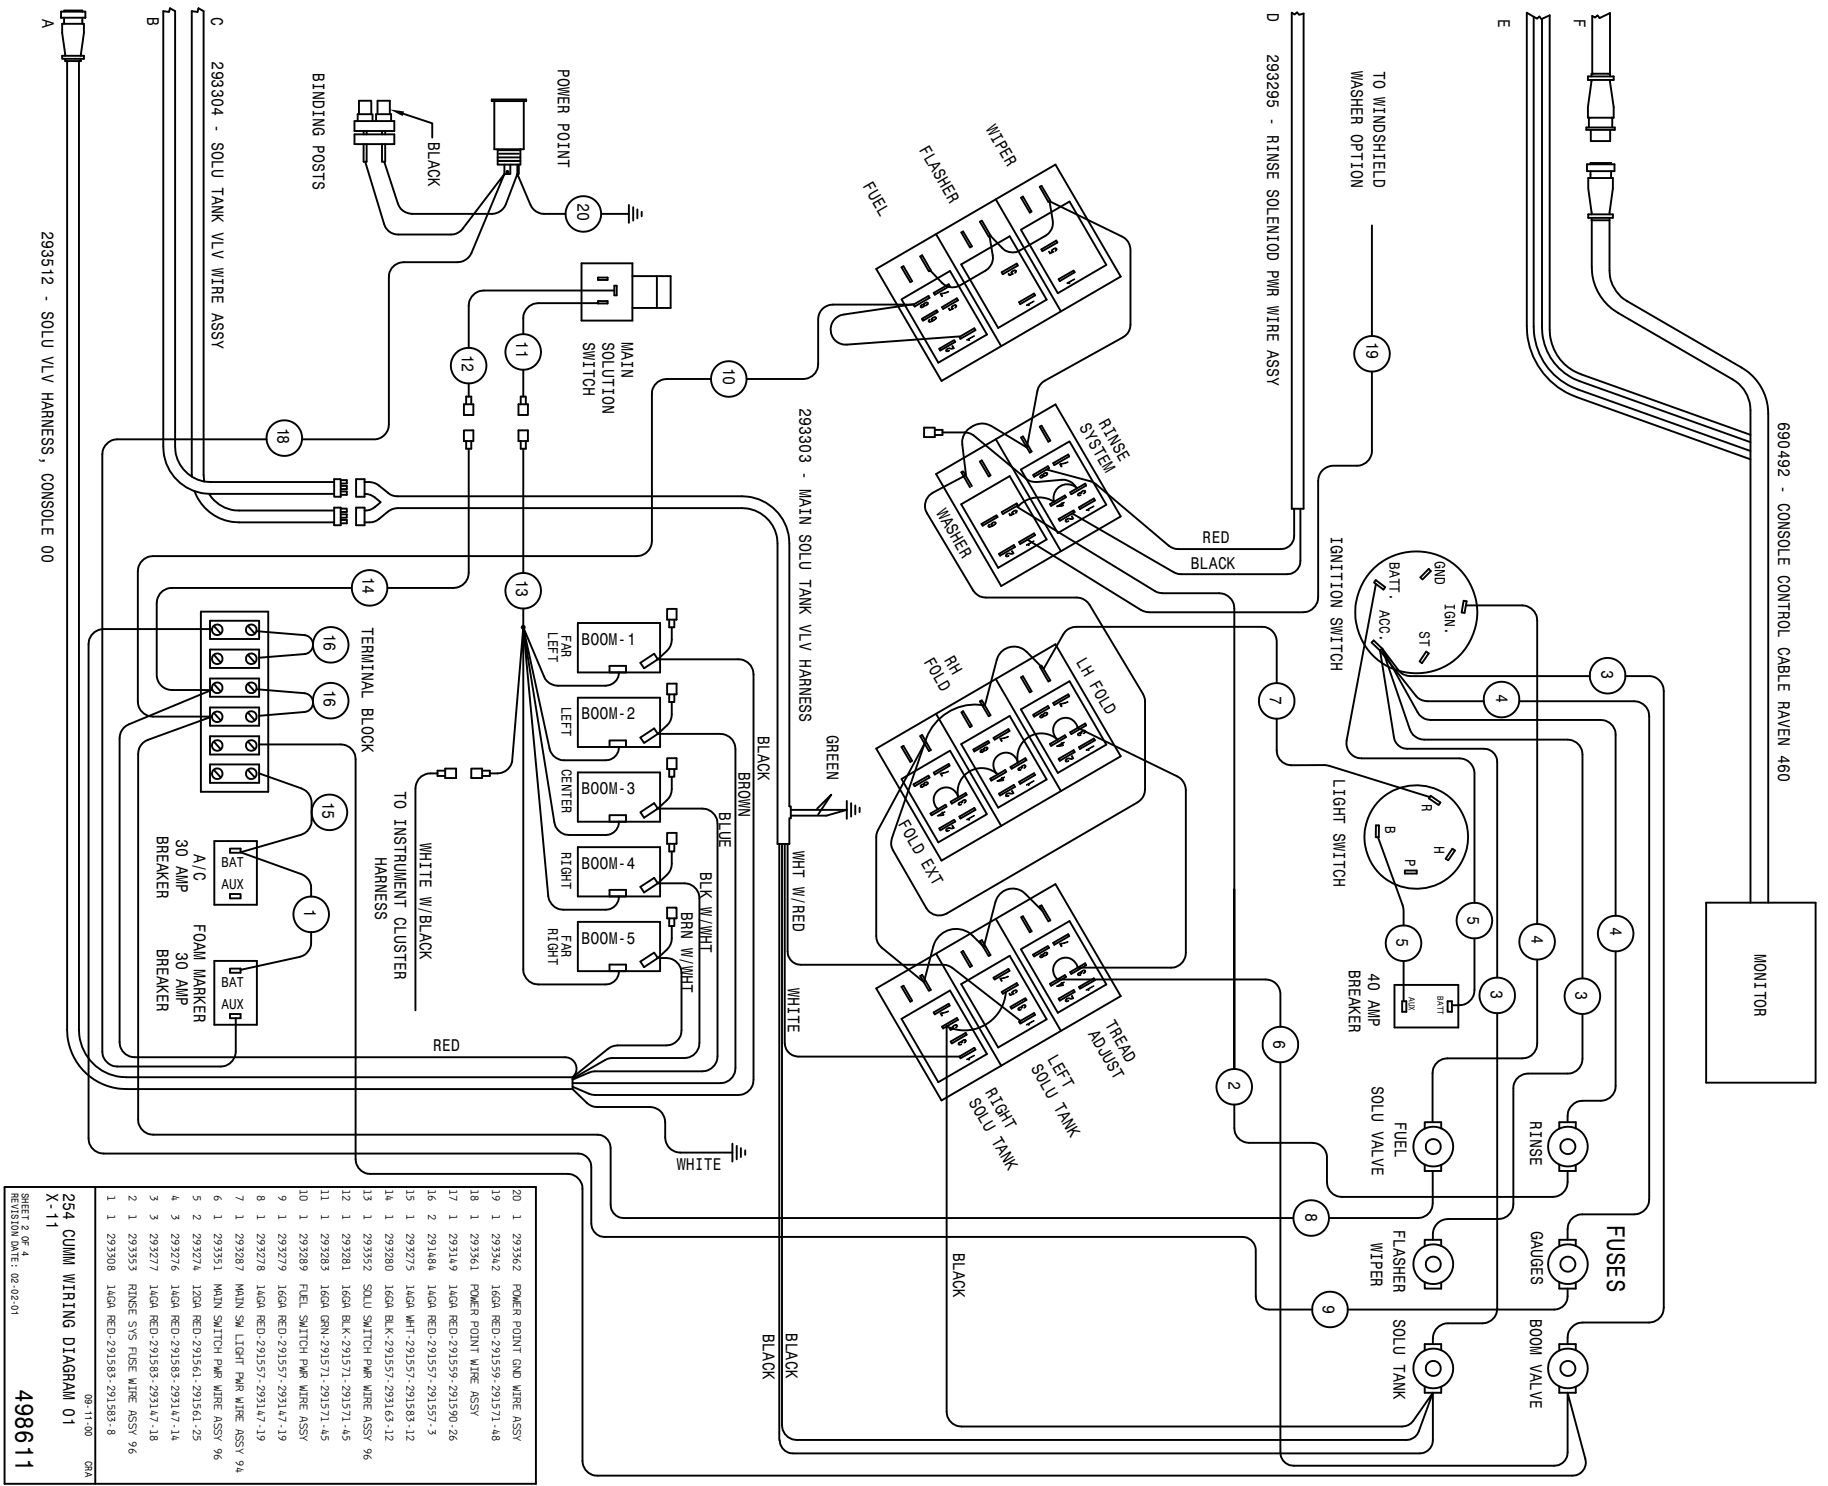 690492 - CONSOLE CONTROL CABLE RAVEN 460
MONITOR
F
E
TO WINDSHIELD
WASHER OPTION
19
D
293295 - RINSE SOLENIOD PWR WIRE ASSY
RED
BLACK
IGNITION SWITCH
GND
BATT.
ACC.
IGN.
ST
LIGHT SWITCH
R
B
H
P
40 AMP
BREAKER
BATT
AUX
3
4
4
4
3
3
5
5
7
6
2
FUSES
RINSE
GAUGES
BOOM VALVE
FUEL
SOLU VALVE
FLASHER
WIPER
SOLU TANK
8
9
WIPER
FLASHER
FUEL
RINSE
SYSTEM
WASHER
LH FOLD
RH
FOLD
FOLD EXT
TREAD
ADJUST
LEFT
SOLU TANK
RIGHT
SOLU TANK
293303 - MAIN SOLU TANK VLV HARNESS
GREEN
WHT W/RED
WHITE
BLACK
BLACK
BLACK
POWER POINT
BINDING POSTS
BLACK
20
MAIN
SOLUTION
SWITCH
11
12
10
18
13
14
BOOM-1
FAR
LEFT
BOOM-2
LEFT
BOOM-3
CENTER
BOOM-4
RIGHT
BOOM-5
FAR
RIGHT
BLACK
BROWN
BLUE
BLK W/WHT
BRN W/WHT
WHITE W/BLACK
TO INSTRUMENT CLUSTER
HARNESS
TERMINAL BLOCK
16
16
15
1
A/C
30 AMP
BREAKER
BAT
AUX
FOAM MARKER
30 AMP
BREAKER
BAT
AUX
RED
WHITE
C
293304 - SOLU TANK VLV WIRE ASSY
B
A
293512 - SOLU VLV HARNESS, CONSOLE 00
20 1 293362 POWER POINT GND WIRE ASSY
19 1 293342 16GA RED-291559-291571-48
18 1 293361 POWER POINT WIRE ASSY
17 1 293149 14GA RED-291559-291590-26
16 2 291484 14GA RED-291557-291557-3
15 1 293275 14GA WHT-291557-291583-12
14 1 293280 16GA BLK-291557-293163-12
13 1 293352 SOLU SWITCH PWR WIRE ASSY 96
12 1 293281 16GA BLK-291571-291571-45
11 1 293283 16GA GRN-291571-291571-45
10 1 293289 FUEL SWITCH PWR WIRE ASSY
9 1 293279 16GA RED-291557-293147-19
8 1 293278 14GA RED-291557-293147-19
7 1 293287 MAIN SW LIGHT PWR WIRE ASSY 94
6 1 293351 MAIN SWITCH PWR WIRE ASSY 96
5 2 293274 12GA RED-291561-291561-25
4 3 293276 14GA RED-291583-293147-14
3 3 293277 14GA RED-291583-293147-18
2 1 293353 RINSE SYS FUSE WIRE ASSY 96
1 1 293308 14GA RED-291583-291583-8
09-11-00 CRA
254 CUMM WIRING DIAGRAM 01
X-11
SHEET 2 OF 4
REVISION DATE: 02-02-01
498611